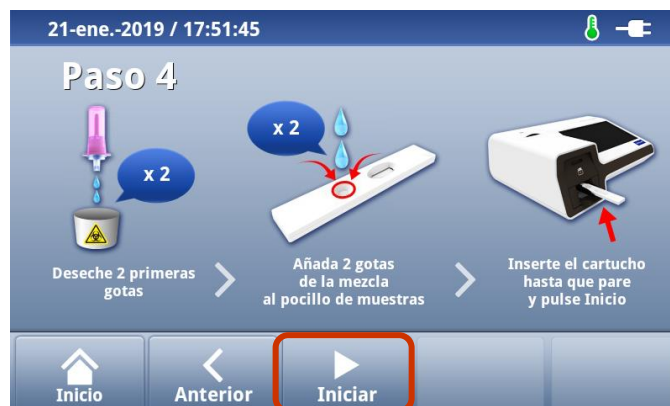 21-ene.-2019 / 17:51:45
Paso 4
x 2
x 2
Deseche 2 primeras
gotas
Añada 2 gotas
de la mezcla
al pocillo de muestras
Inserte el cartucho
hasta que pare
y pulse Inicio
Inicio
Anterior
Iniciar